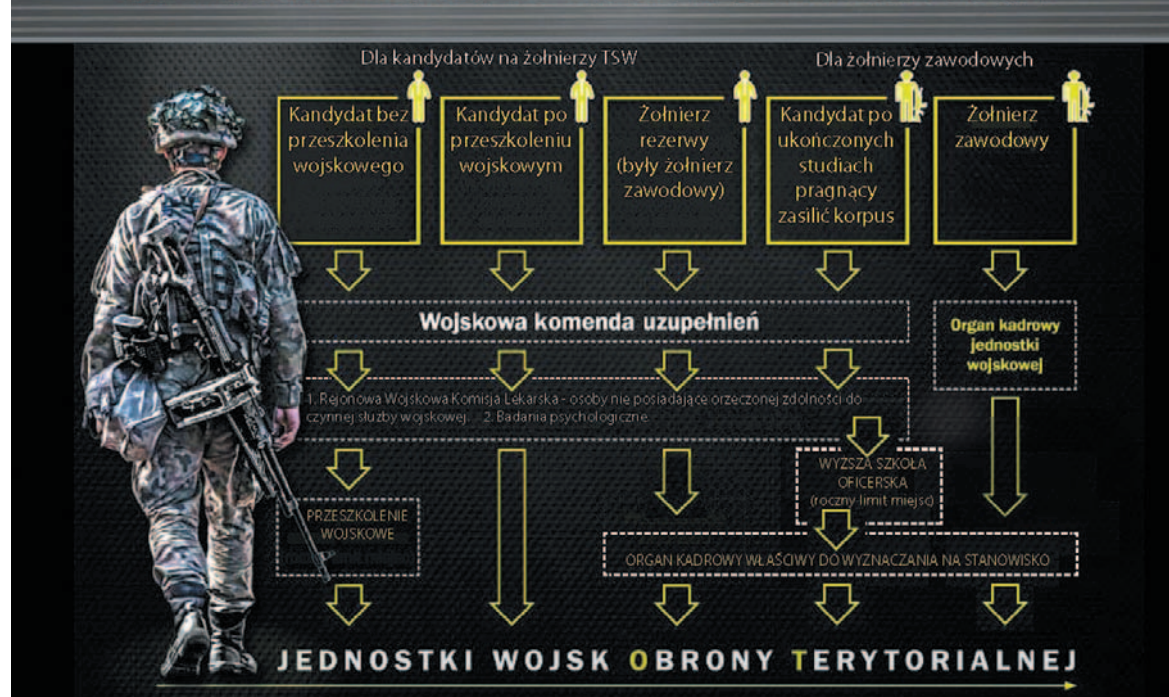 Dla kandydatów na żołnierzy TSW
Dla żołnierzy zawodowych
Kandydat bez
przeszkolenia
wojskowego
Kandydat po
przeszkoleniu
wojskowym
Żołnierz
rezerwy
(były żołnierz
zawodowy)
Kandydat po
ukończonych
studiach
pragnący
zasilić korpus
Żołnierz
zawodowy
Wojskowa komenda uzupełnień
Organ kadrowy
jednostki
wojskowej
1. Rejonowa Wojskowa Komisja Lekarska - osoby nie posiadające orzeczonej zdolności do
czynnej służby wojskowej. 2. Badania psychologiczne.
WYŻSZA SZKOŁA
OFICERSKA
(roczny limit miejsc)
PRZESZKOLENIE
WOJSKOWE
ORGAN KADROWY WŁAŚCIWY DO WYZNACZANIA NA STANOWISKO
JEDNOSTKI WOJSK OBRONY TERYTORIALNEJ